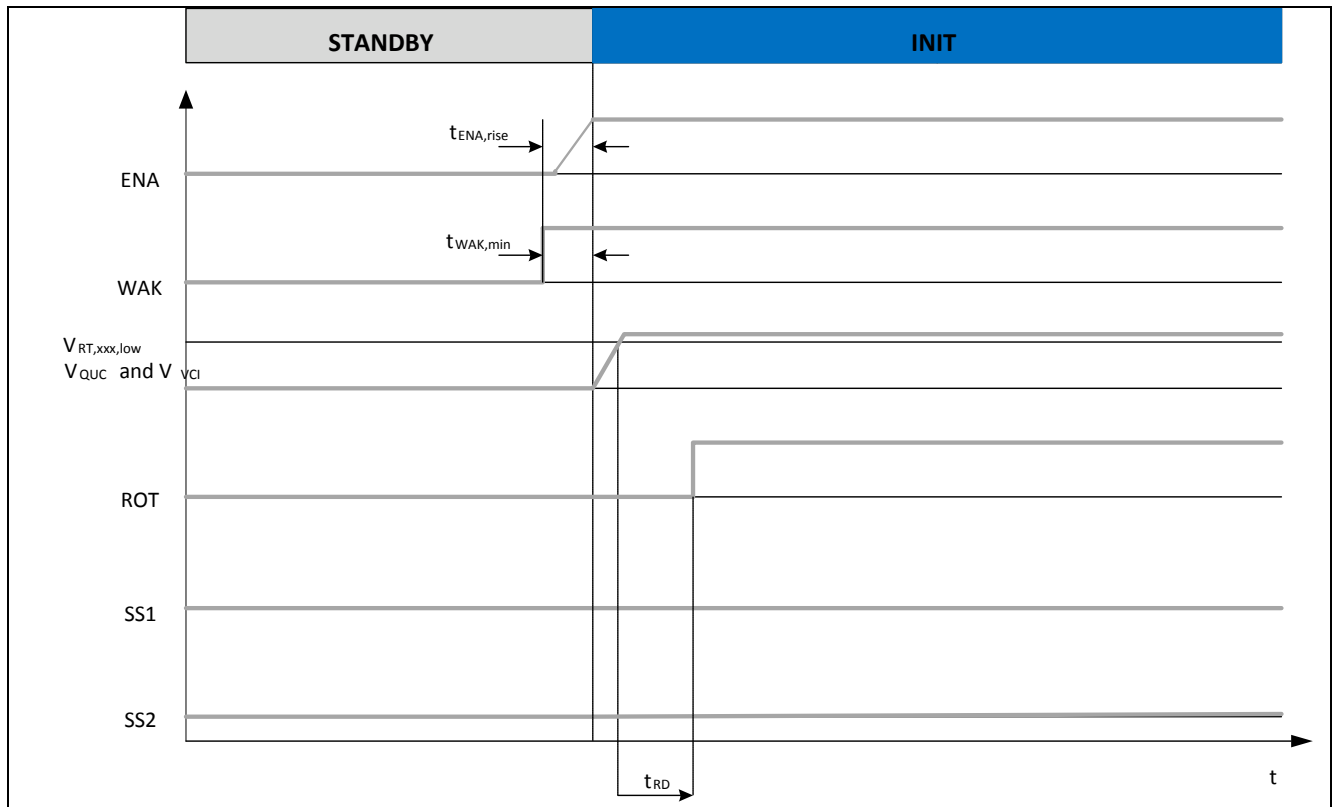 STANDBY INIT
tENA,rise
ENA
tWAK,min
WAK
VRT,xxx,low
VQUC and V VCI
ROT
SS1
SS2
tRD
t